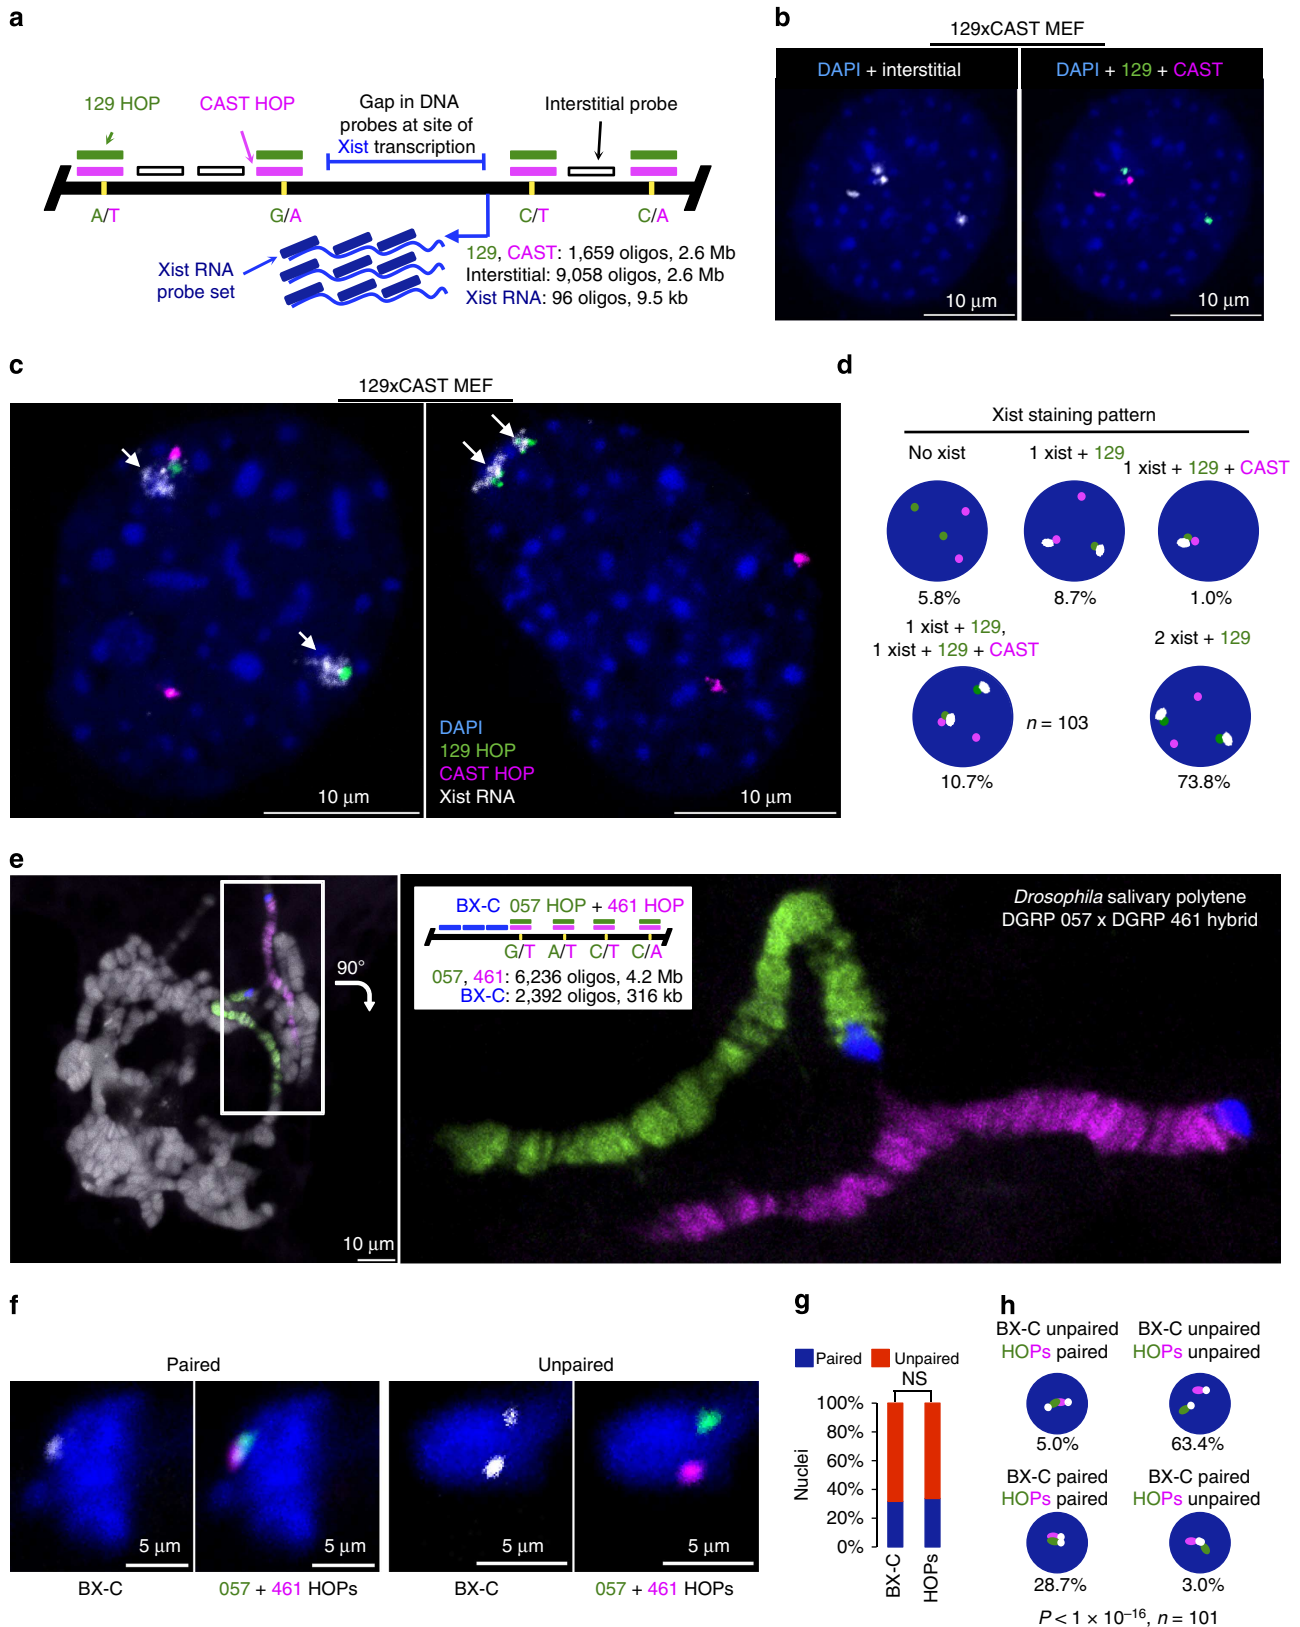 a
129 HOP
CAST HOP
Gap in DNA
probes at site of
Xist transcription
Interstitial probe
A/T
G/A
C/T
C/A
Xist RNA
probe set
129, CAST: 1,659 oligos, 2.6 Mb
Interstitial: 9,058 oligos, 2.6 Mb
Xist RNA: 96 oligos, 9.5 kb
b
129xCAST MEF
DAPI + interstitial
DAPI + 129 + CAST
10 μm
10 μm
c
129xCAST MEF
DAPI
129 HOP
CAST HOP
Xist RNA
10 μm
10 μm
d
Xist staining pattern
No xist
1 xist + 129
1 xist + 129 + CAST
5.8%
8.7%
1.0%
1 xist + 129,
1 xist + 129 + CAST
2 xist + 129
n = 103
10.7%
73.8%
e
10 μm
90°
BX-C 057 HOP + 461 HOP
G/T A/T C/T C/A
057, 461: 6,236 oligos, 4.2 Mb
BX-C: 2,392 oligos, 316 kb
Drosophila salivary polytene
DGRP 057 x DGRP 461 hybrid
f
Paired
Unpaired
5 μm
5 μm
5 μm
5 μm
BX-C
057 + 461 HOPs
BX-C
057 + 461 HOPs
g
Paired
Unpaired
NS
100%
80%
60%
40%
20%
0%
Nuclei
BX-C
HOPs
h
BX-C unpaired
HOPs paired
BX-C unpaired
HOPs unpaired
5.0%
63.4%
BX-C paired
HOPs paired
BX-C paired
HOPs unpaired
28.7%
3.0%
P < 1 × 10⁻¹⁶, n = 101